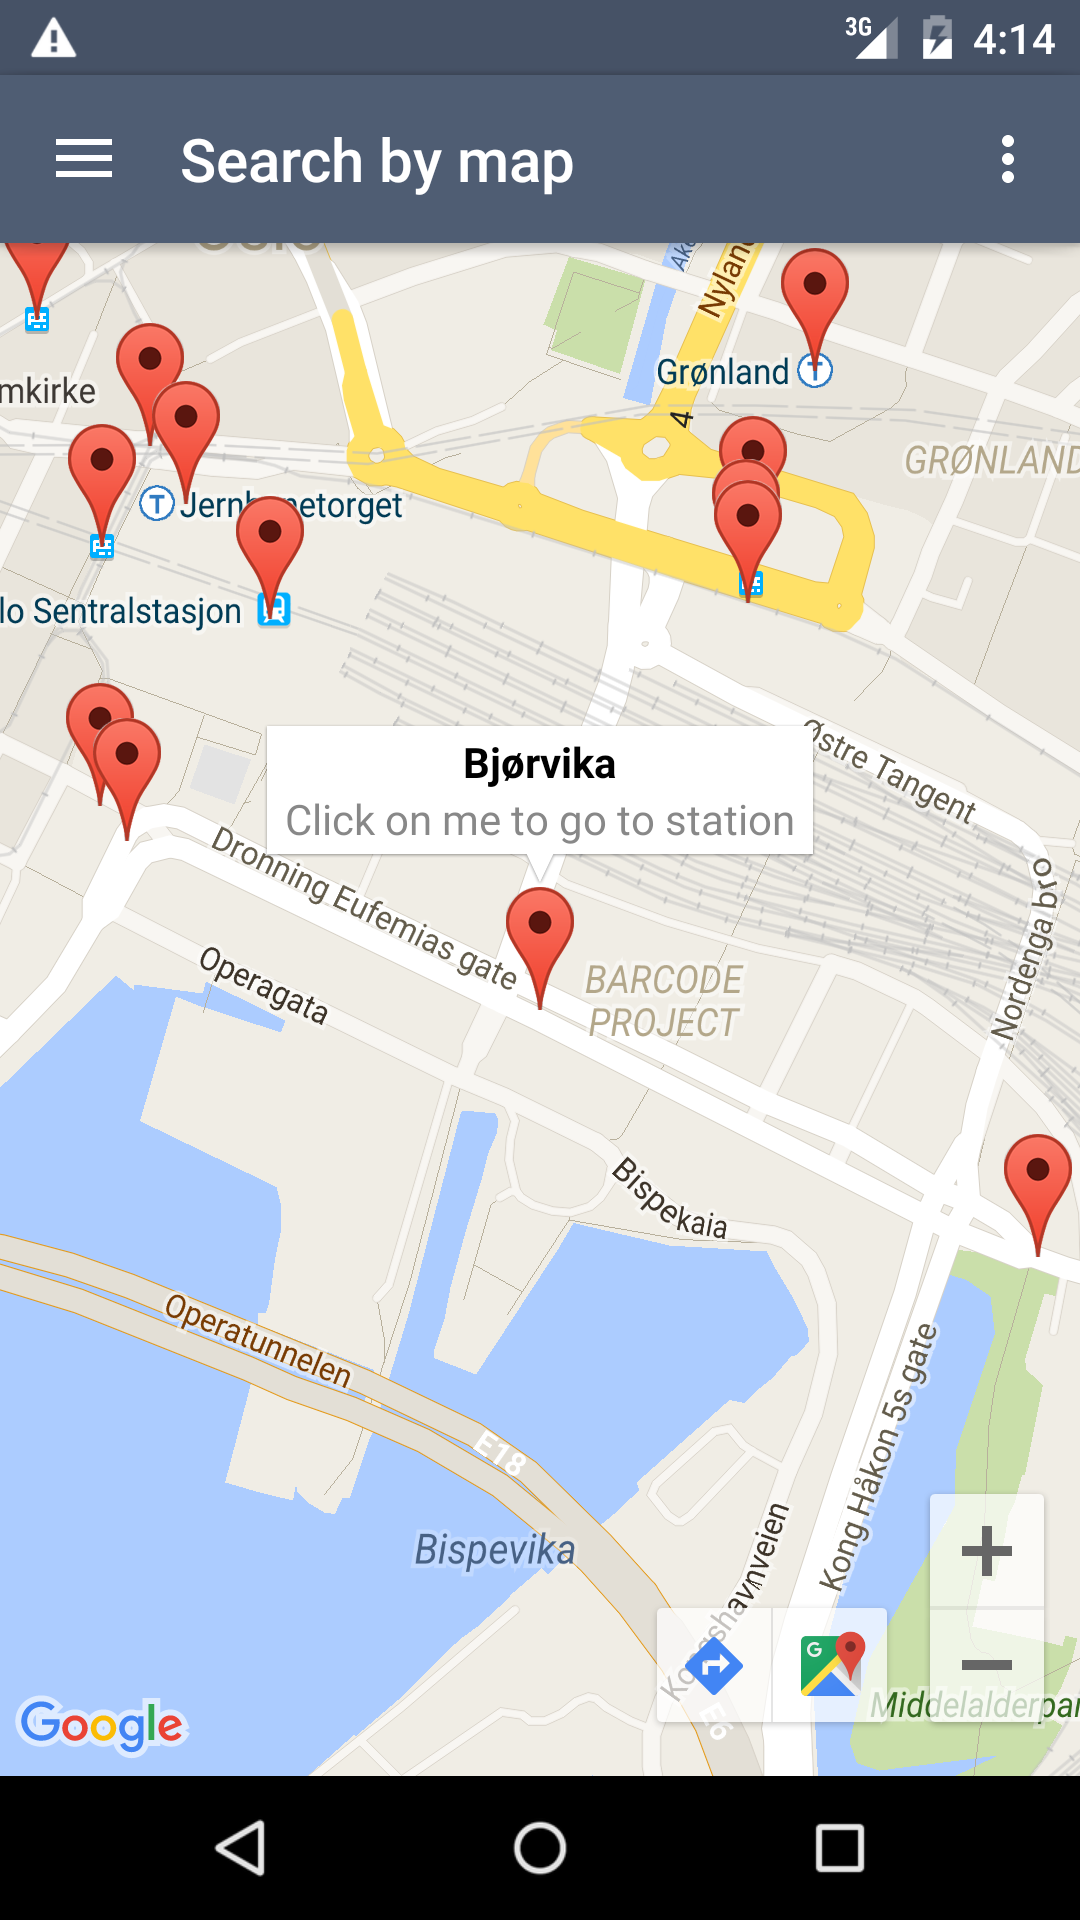 3G 4:14
Search by map
Nylan
Grønland
T
mkirke
4
GRØNLAND
T Jernbanetorget
lo Sentralstasjon
Østre Tangent
Bjørvika
Click on me to go to station
Dronning Eufemias gate
Nordenga bro
Operagata
BARCODE
PROJECT
Bispekaia
Operatunnelen
Kong Håkon 5s gate
E18
Bispevika
Kongshavnveien
G
Middelalderpar
E6
Google